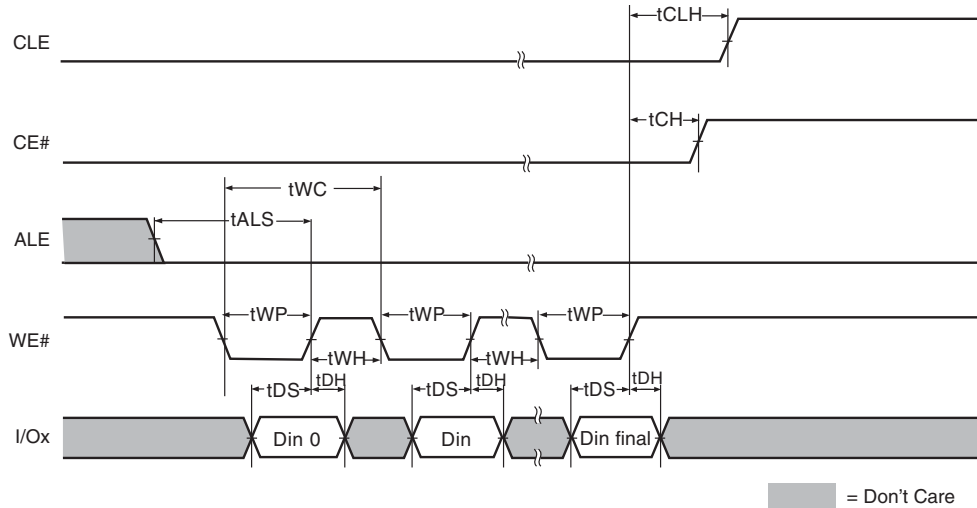 tCLH
CLE
tCH
CE#
tWC
tALS
ALE
tWP tWP tWP
WE#
tWH tWH
tDS tDH tDS tDH tDS tDH
I/Ox Din 0 Din Din final
= Don't Care